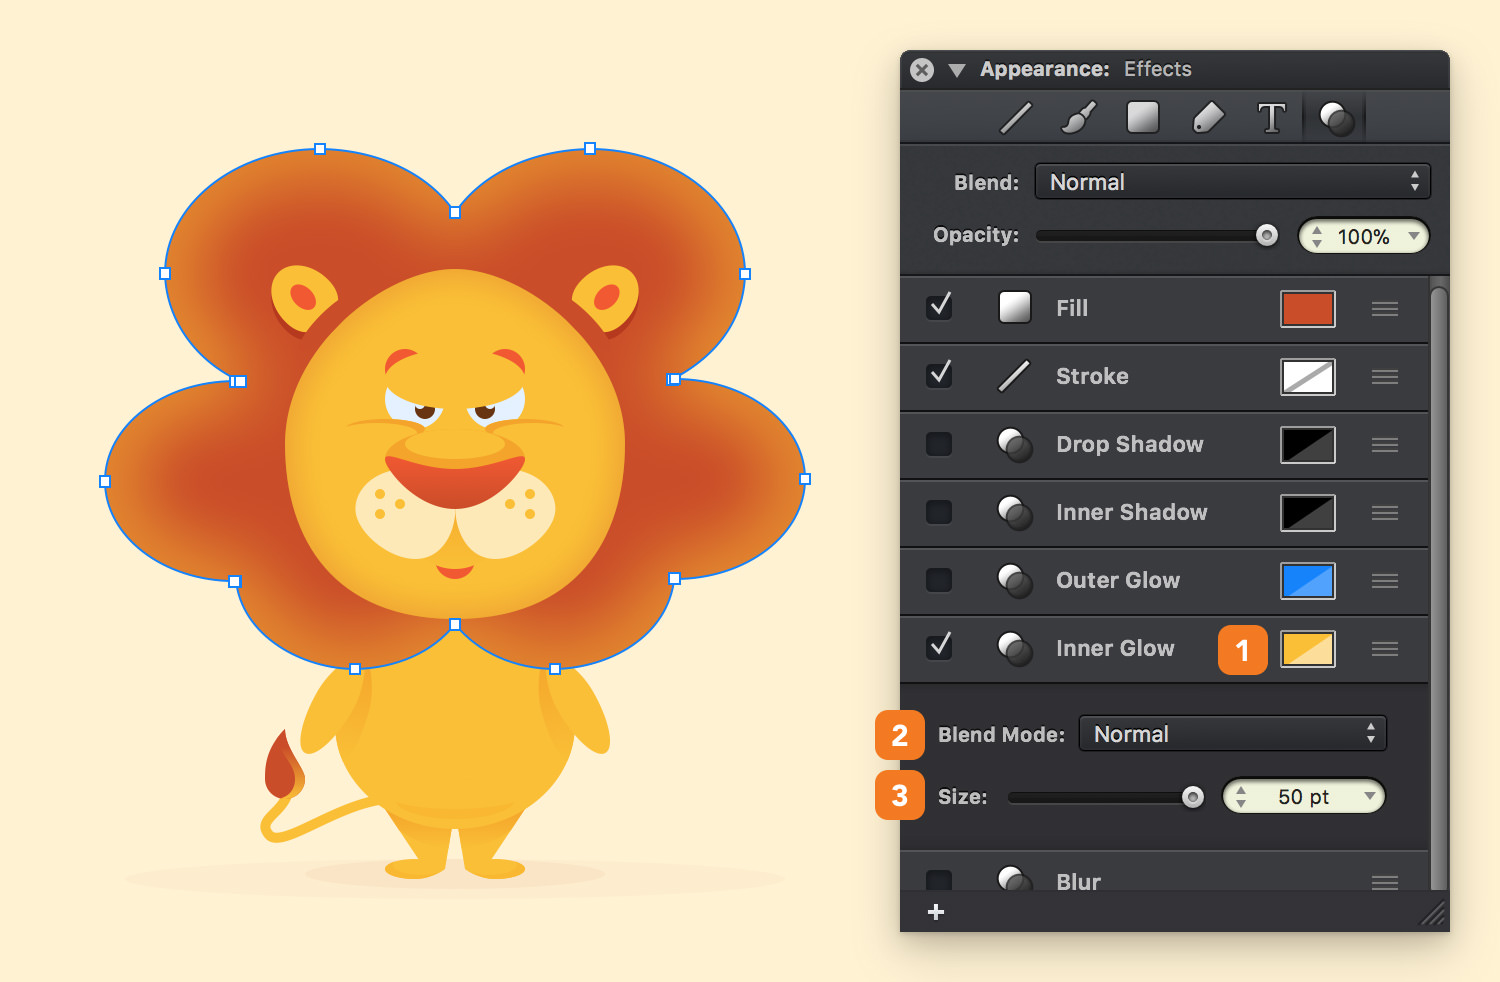 Appearance: Effects
T
Blend: Normal
Opacity: 100%
Fill
Stroke
Drop Shadow
Inner Shadow
Outer Glow
Inner Glow 1
2 Blend Mode: Normal
3 Size: 50 pt
Blur